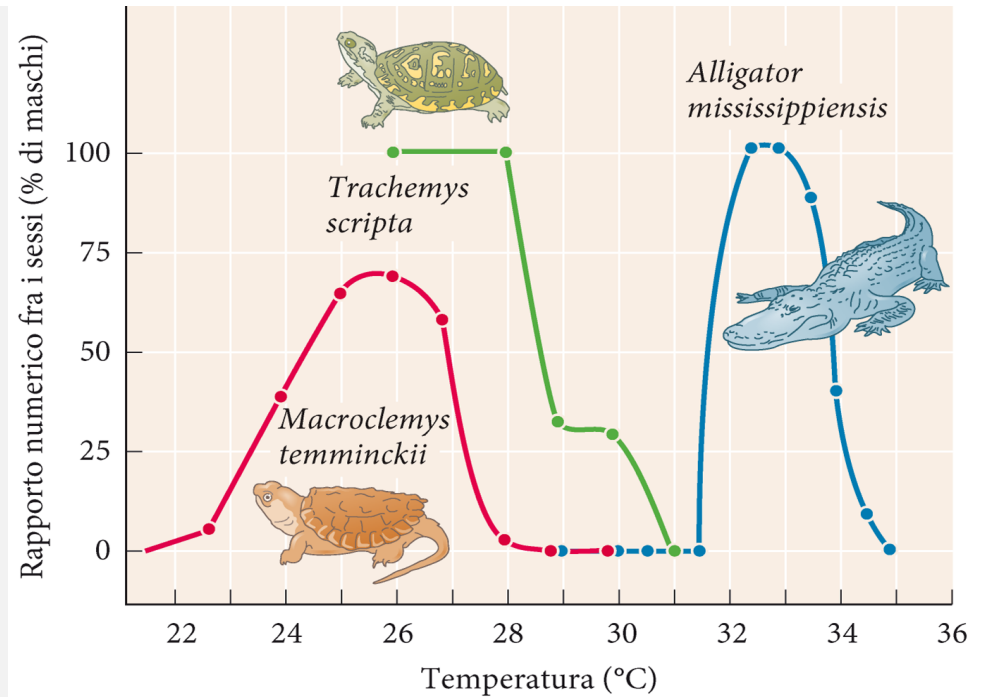 Rapporto numerico fra i sessi (% di maschi)
100
75
50
25
0
Trachemys
scripta
Alligator
mississippiensis
Macroclemys
temminckii
22 24 26 28 30 32 34 36
Temperatura (°C)